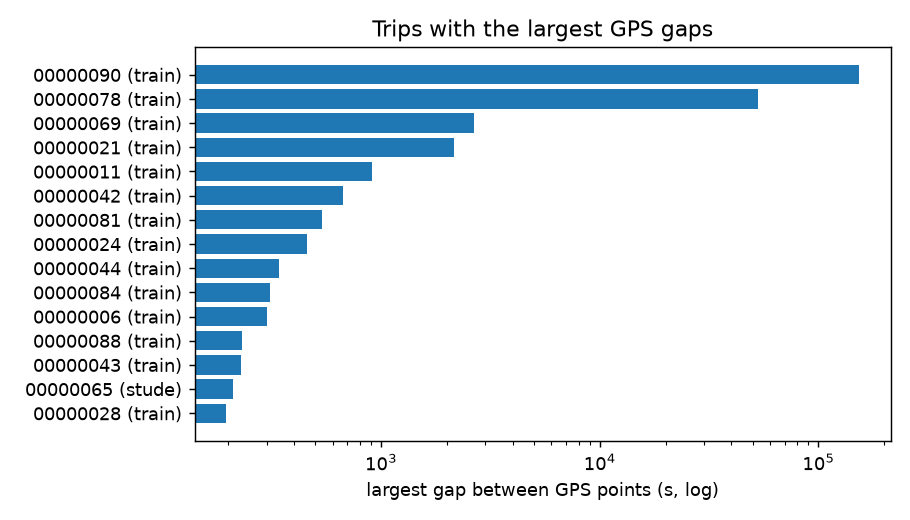 Trips with the largest GPS gaps
00000090 (train)
00000078 (train)
00000069 (train)
00000021 (train)
00000011 (train)
00000042 (train)
00000081 (train)
00000024 (train)
00000044 (train)
00000084 (train)
00000006 (train)
00000088 (train)
00000043 (train)
00000065 (stude)
00000028 (train)
10³ 10⁴ 10⁵
largest gap between GPS points (s, log)